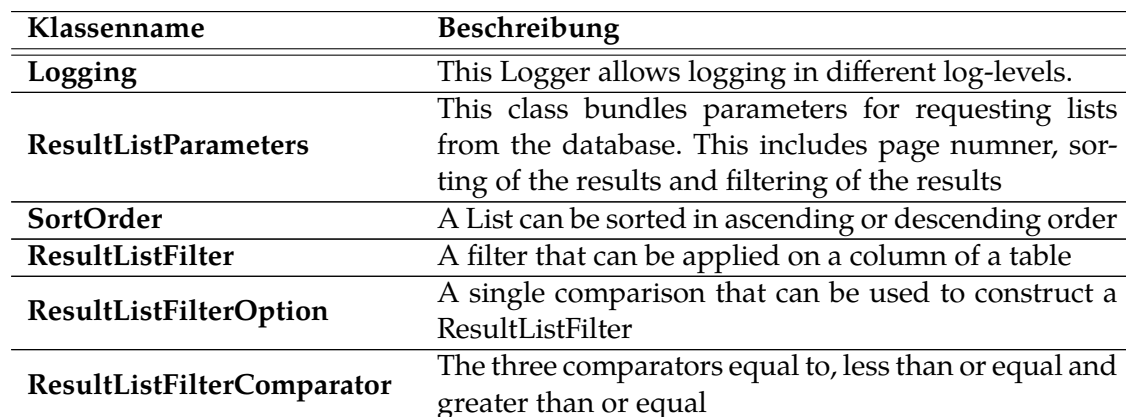 Klassenname Beschreibung
Logging This Logger allows logging in different log-levels.
This class bundles parameters for requesting lists
ResultListParameters from the database. This includes page numner, sor-
ting of the results and filtering of the results
SortOrder A List can be sorted in ascending or descending order
ResultListFilter A filter that can be applied on a column of a table
ResultListFilterOption A single comparison that can be used to construct a
ResultListFilter
ResultListFilterComparator The three comparators equal to, less than or equal and
greater than or equal